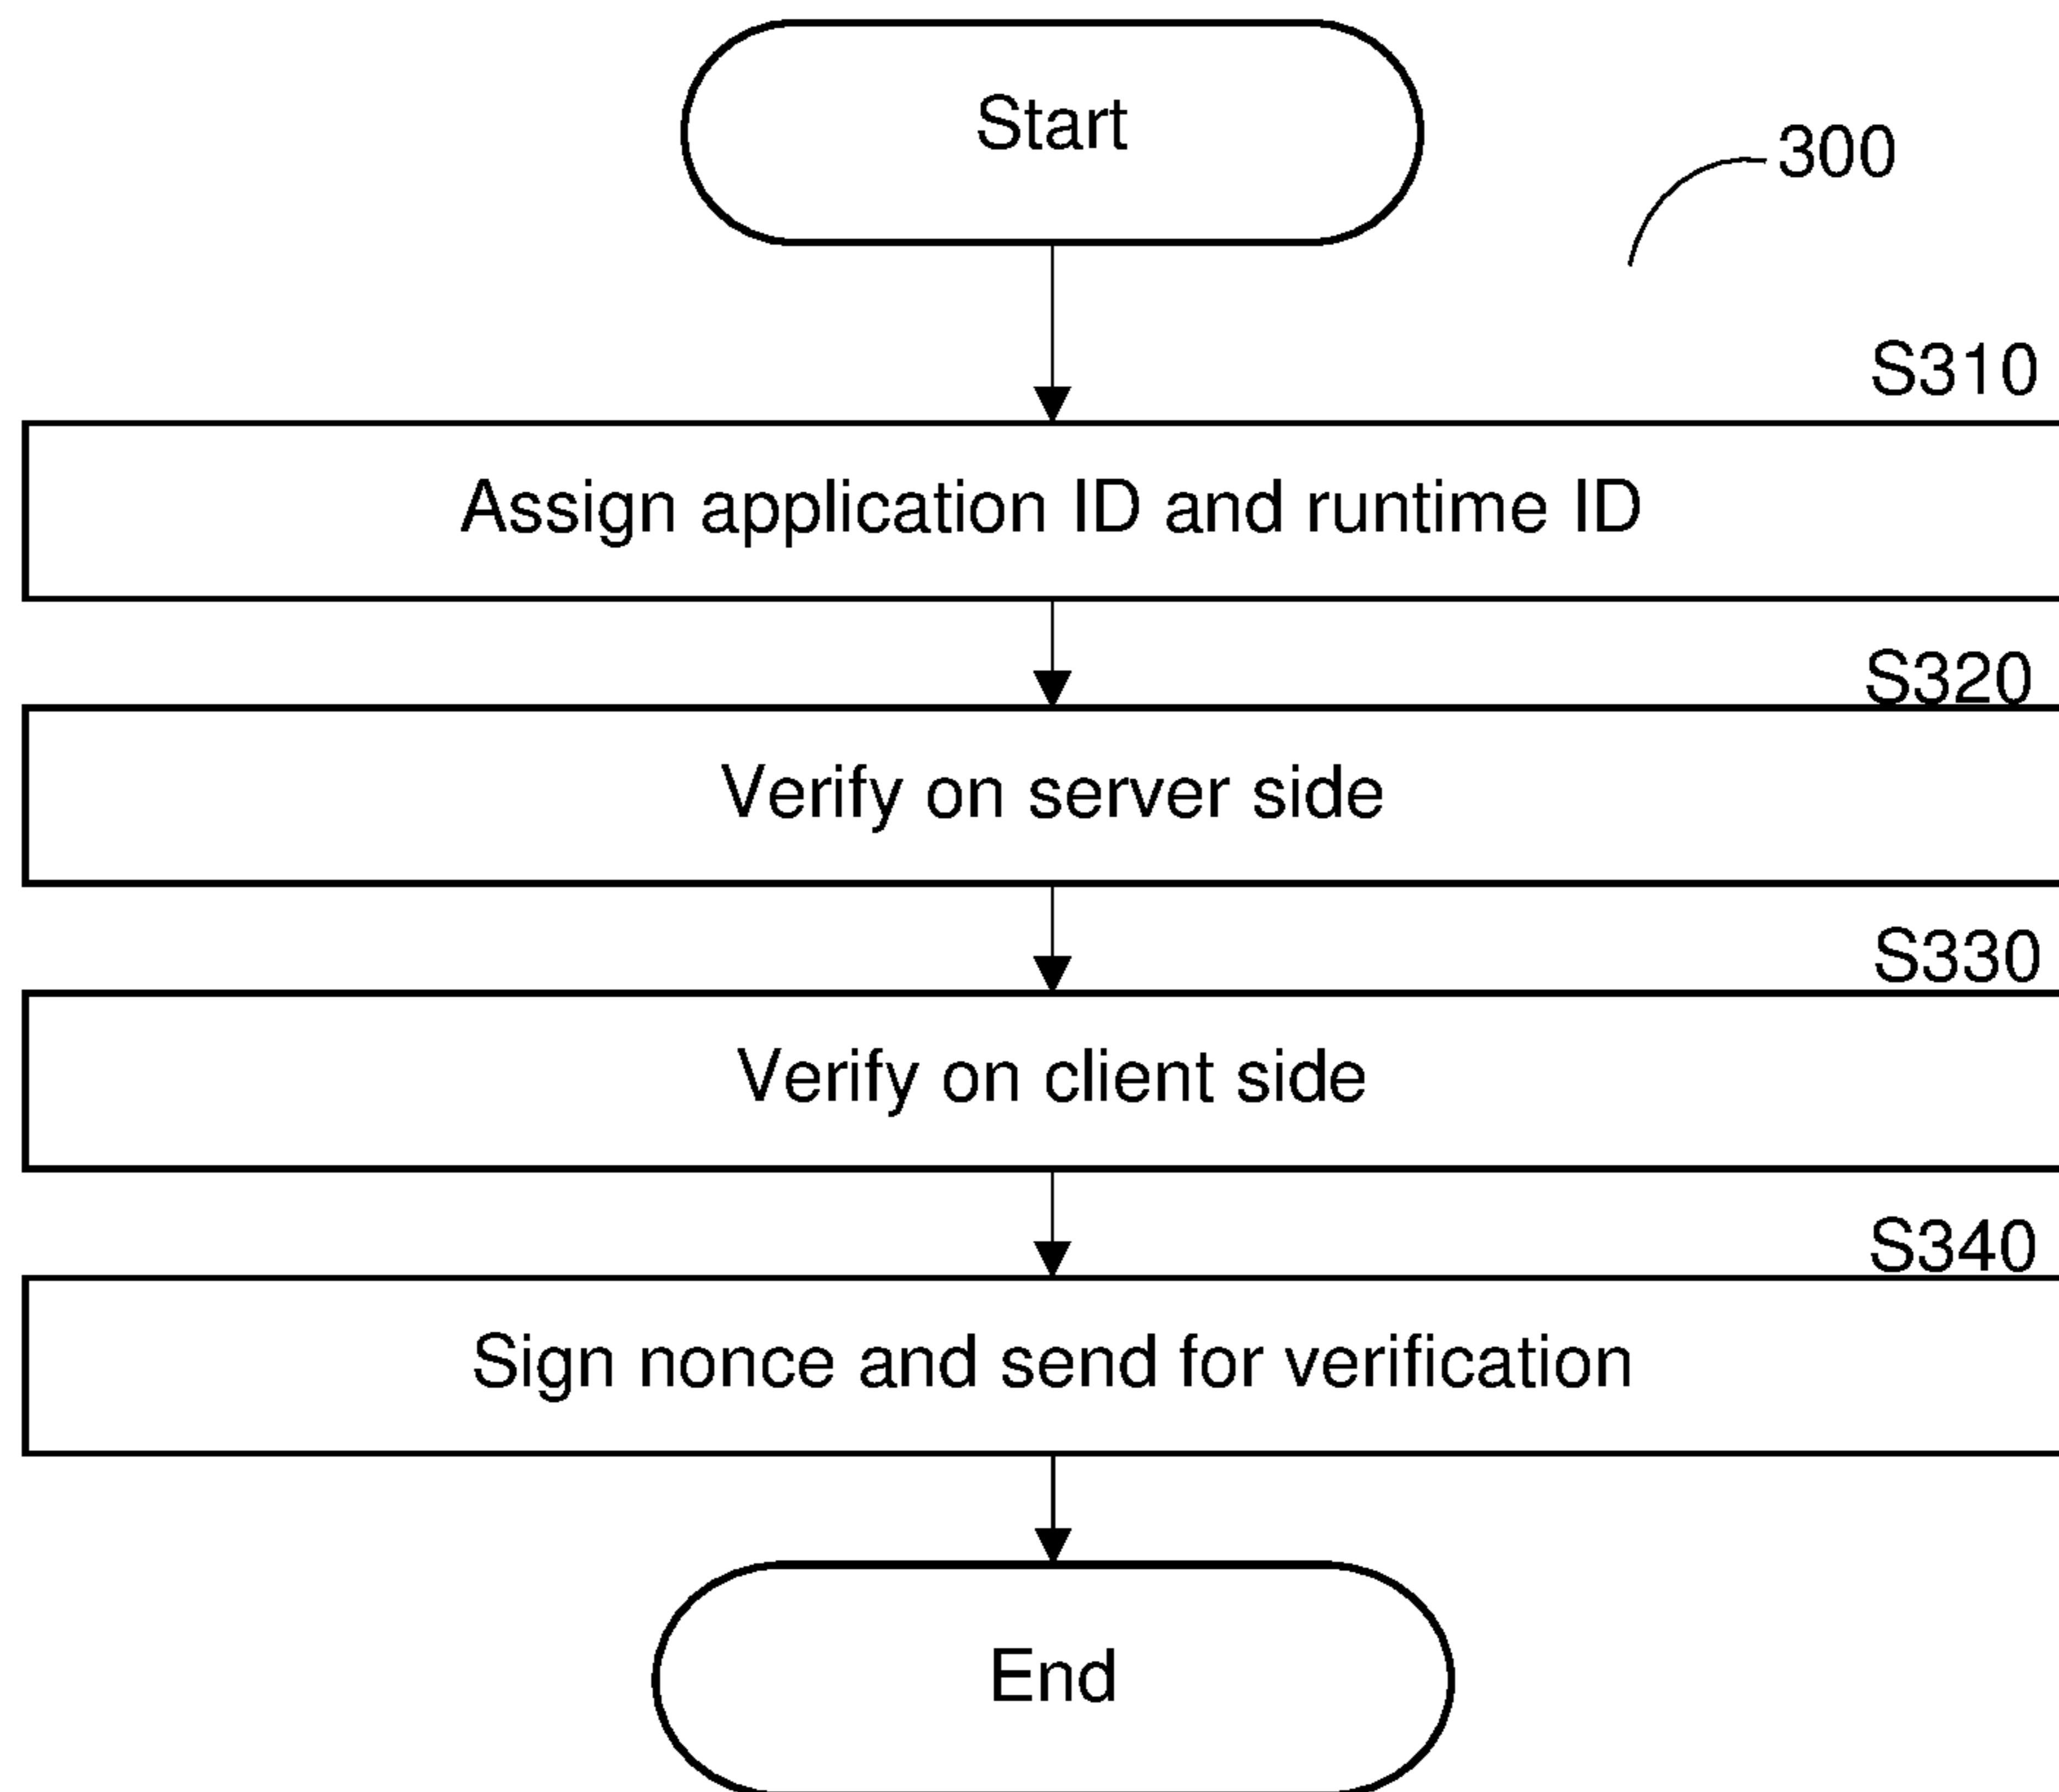 Start
300
S310
Assign application ID and runtime ID
S320
Verify on server side
S330
Verify on client side
S340
Sign nonce and send for verification
End